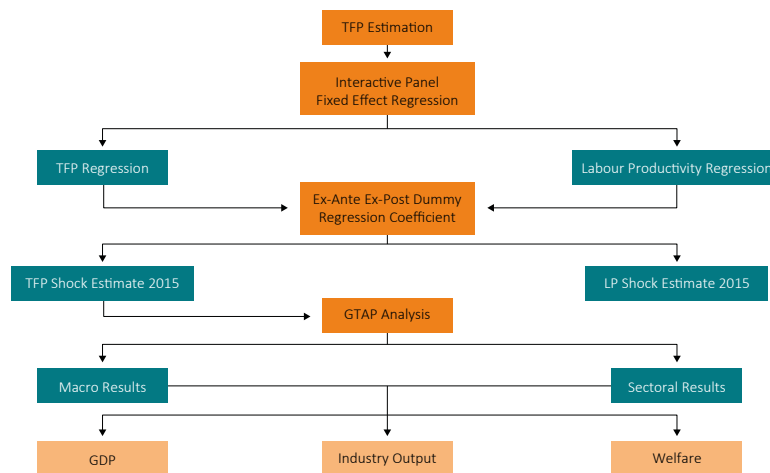 TFP Estimation
Interactive Panel
Fixed Effect Regression
TFP Regression
Labour Productivity Regression
Ex-Ante Ex-Post Dummy
Regression Coefficient
TFP Shock Estimate 2015
LP Shock Estimate 2015
GTAP Analysis
Macro Results
Sectoral Results
GDP
Industry Output
Welfare